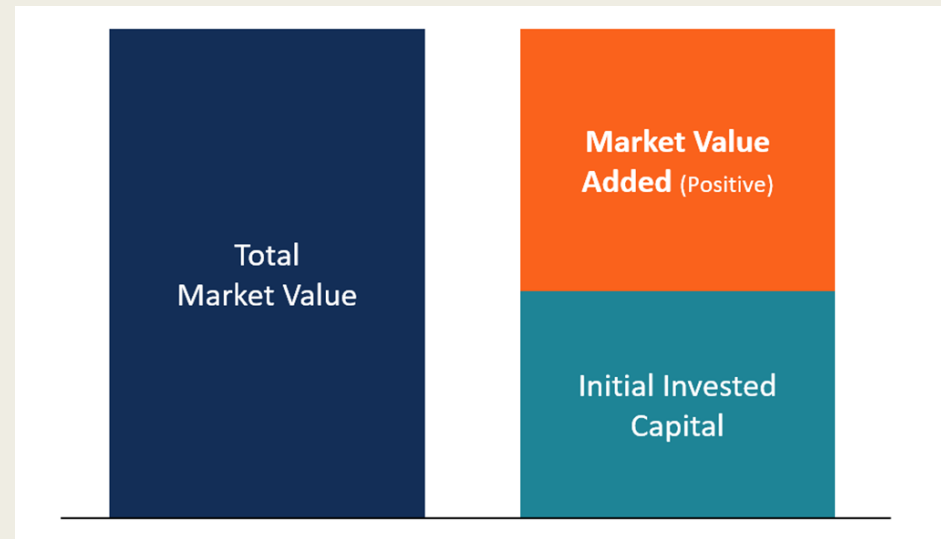 Total
Market Value
Market Value
Added (Positive)
Initial Invested
Capital